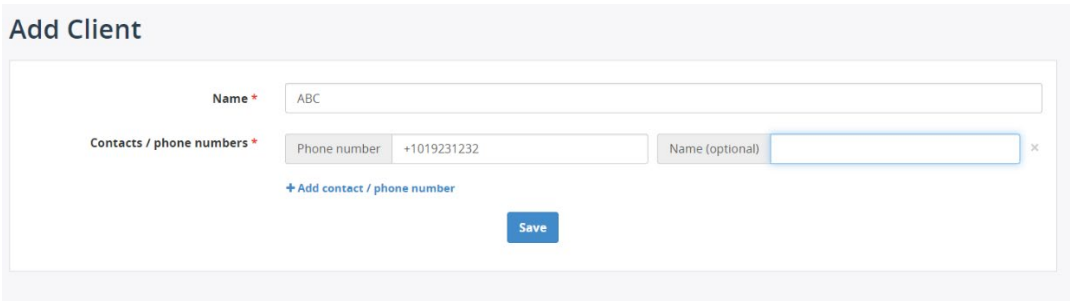 Add Client
Name * ABC
Contacts / phone numbers * Phone number +1019231232 Name (optional) ×
+ Add contact / phone number
Save